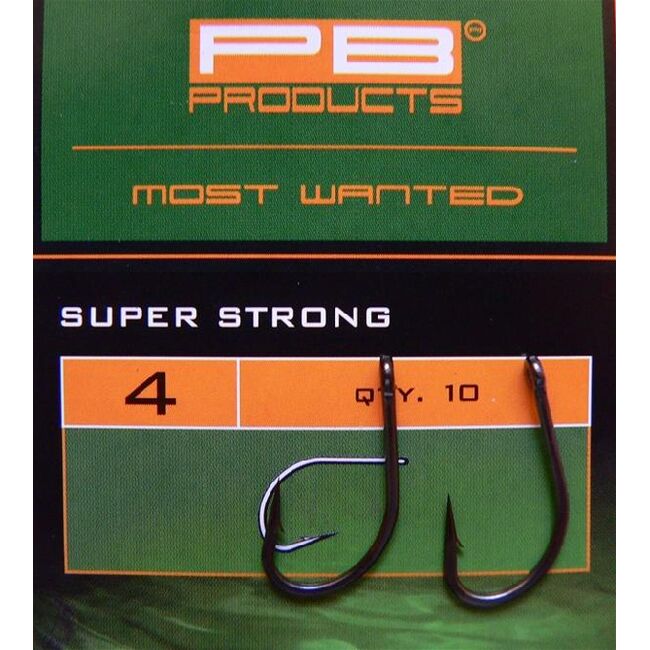 PB
PRODUCTS
MOST WANTED
SUPER STRONG
4
QTY. 10